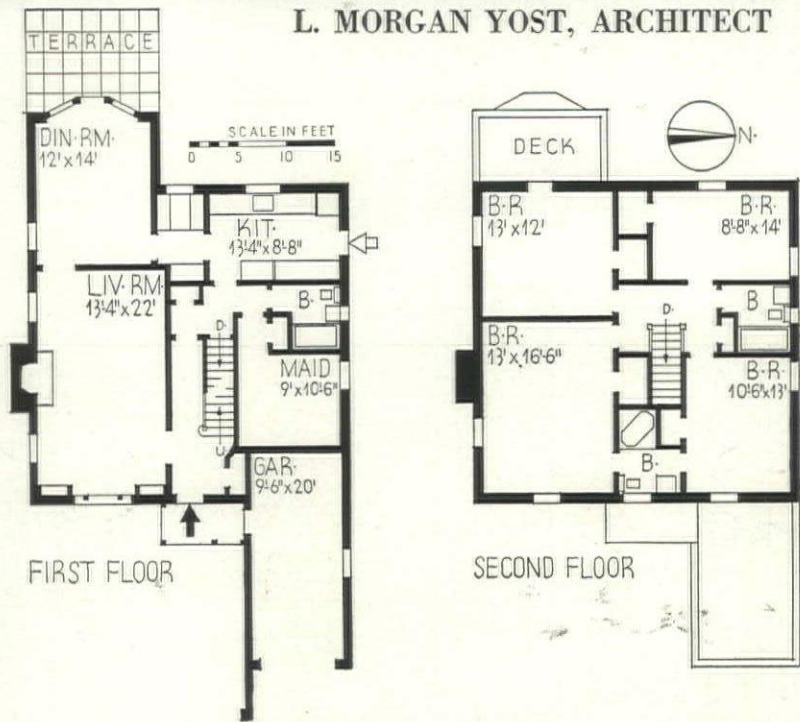 L. MORGAN YOST, ARCHITECT
TERRACE
DIN·RM·
12'x14'
SCALE IN FEET
0 5 10 15
KIT·
13'-4"x8'-8"
LIV·RM·
13'-4"x22'
B·
D·
MAID
9'x10'-6"
U·
GAR·
9'-6"x20'
FIRST FLOOR
N·
DECK
B·R
13'x12'
B·R·
8'-8"x14'
D·
B
B·R·
13'x16'-6"
B·R·
10'-6"x13'
B·
SECOND FLOOR